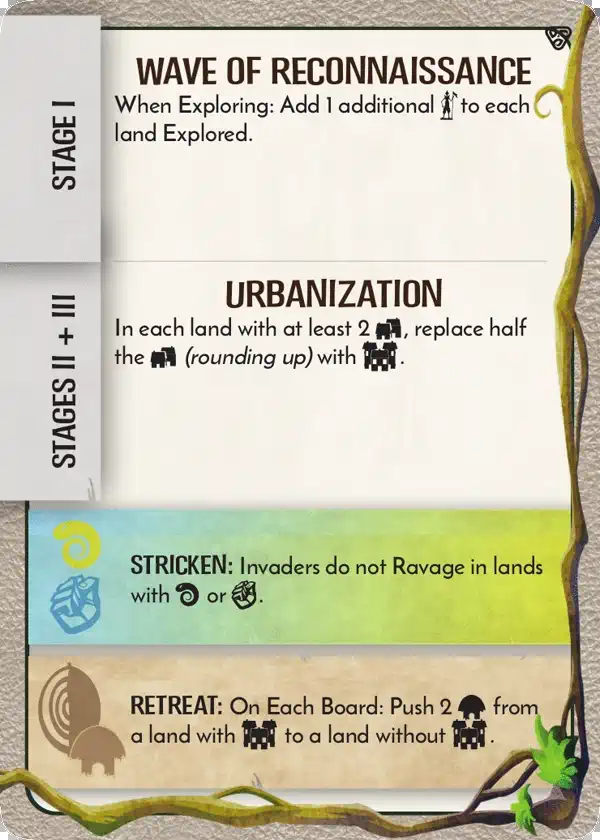 STAGE I
WAVE OF RECONNAISSANCE
When Exploring: Add 1 additional to each
land Explored.
STAGES II + III
URBANIZATION
In each land with at least 2 , replace half
the (rounding up) with .
STRICKEN: Invaders do not Ravage in lands
with or .
RETREAT: On Each Board: Push 2 from
a land with to a land without .